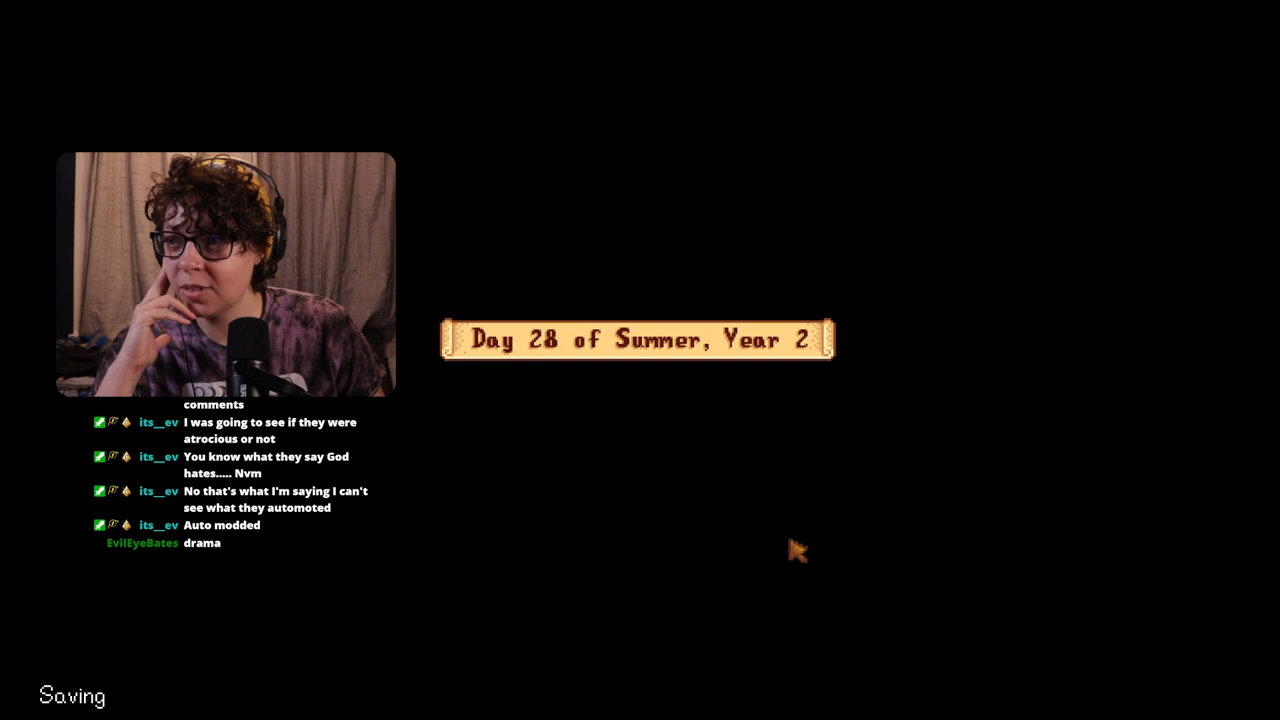 Day 28 of Summer, Year 2
comments
its__ev I was going to see if they were
atrocious or not
its__ev You know what they say God
hates..... Nvm
its__ev No that's what I'm saying I can't
see what they automoted
its__ev Auto modded
EvilEyeBates drama
Saving